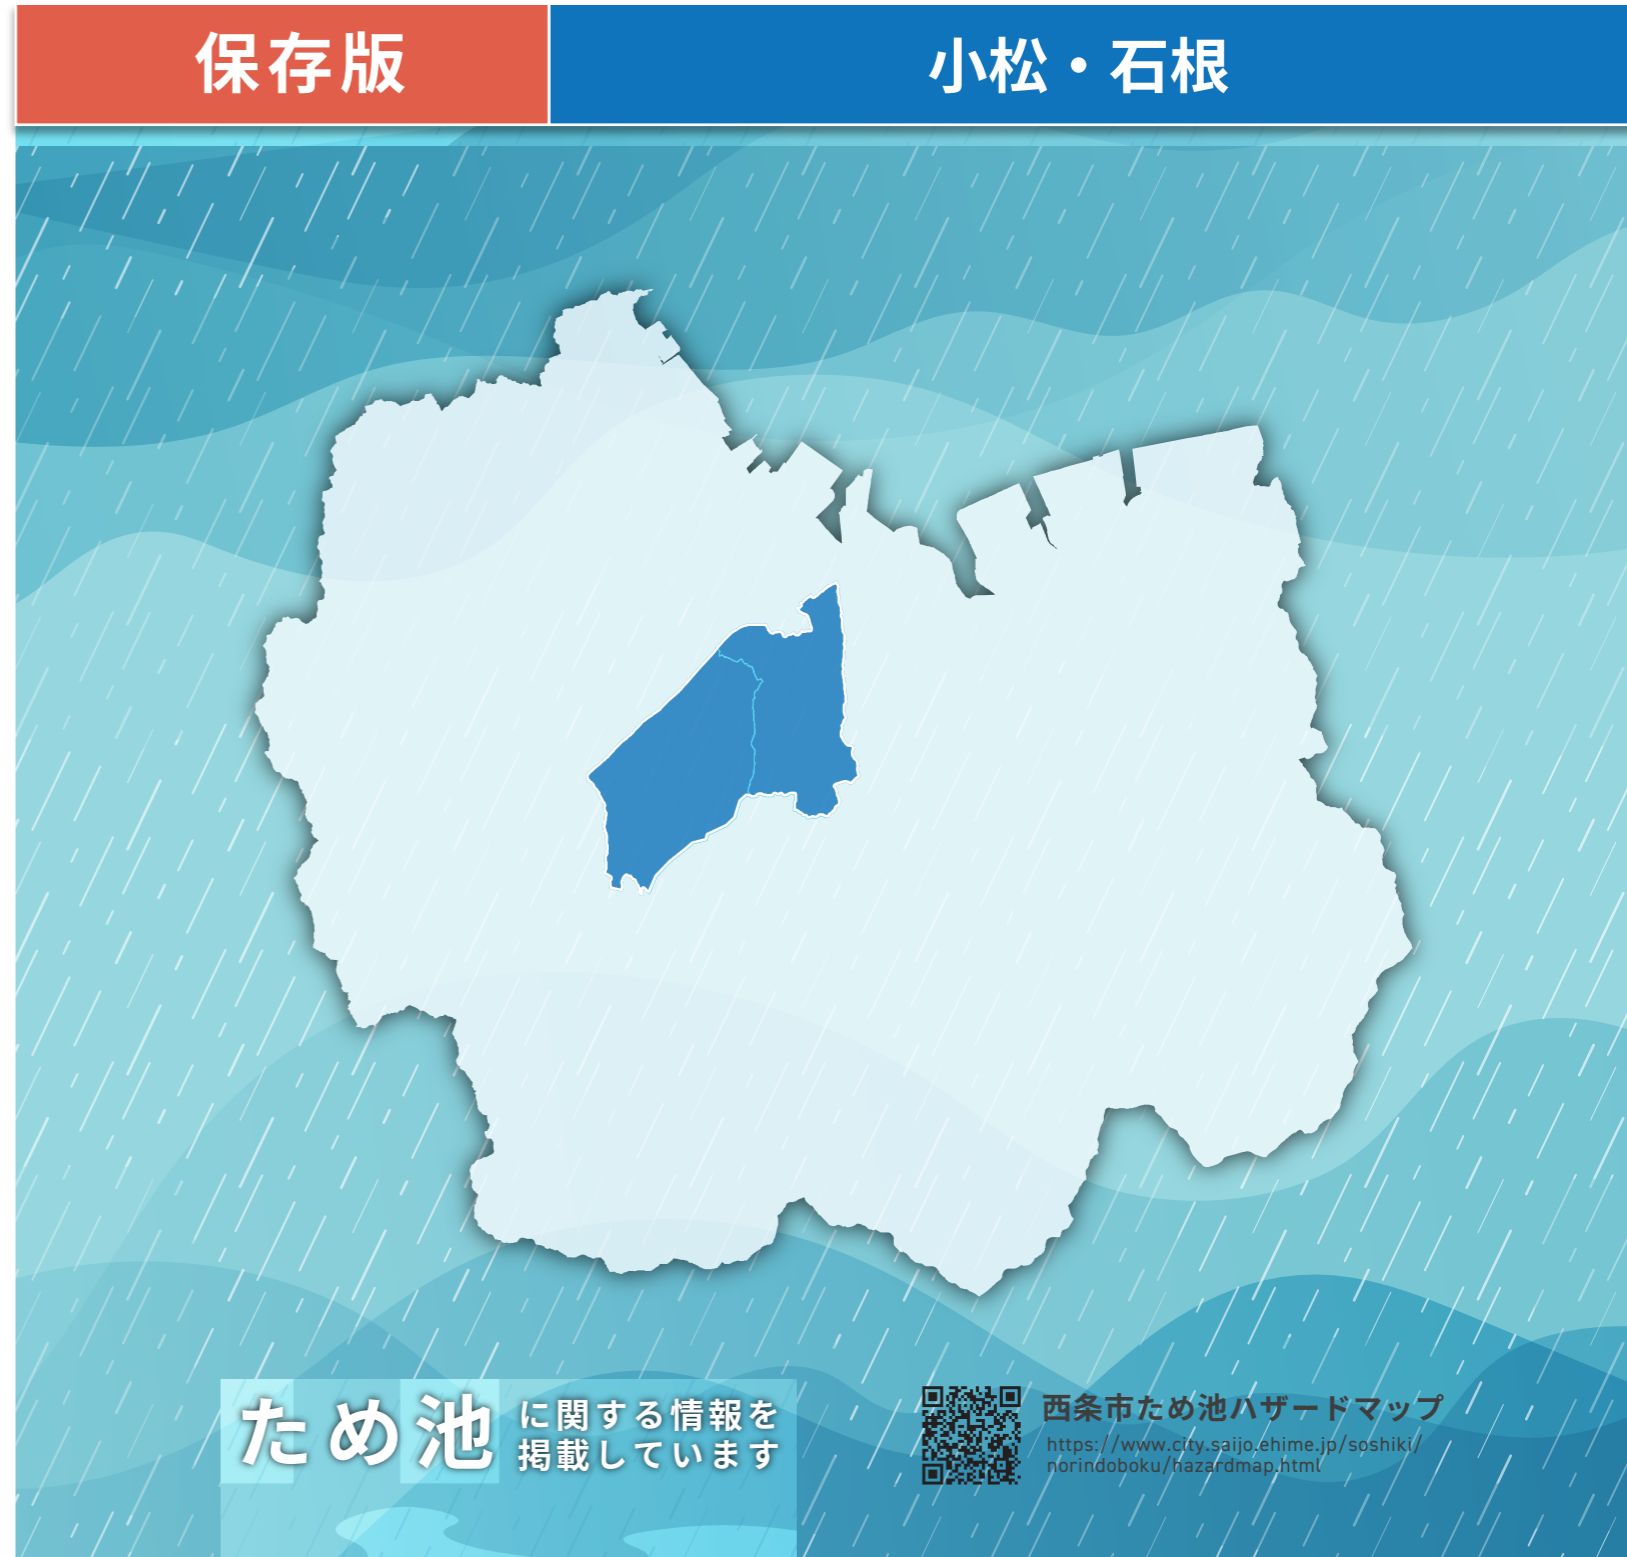 保存版
小松・石根
ため池
に関する情報を
掲載しています
西条市ため池ハザードマップ
https://www.city.saijo.ehime.jp/soshiki/
norindoboku/hazardmap.html